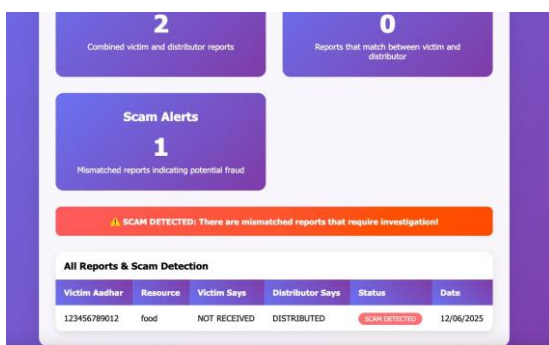 2
Combined victim and distributor reports
0
Reports that match between victim and
distributor
Scam Alerts
1
Mismatched reports indicating potential fraud
⚠ SCAM DETECTED: There are mismatched reports that require investigation!
All Reports & Scam Detection
Victim Aadhar Resource Victim Says Distributor Says Status Date
123456789012 food NOT RECEIVED DISTRIBUTED SCAM DETECTED 12/06/2025